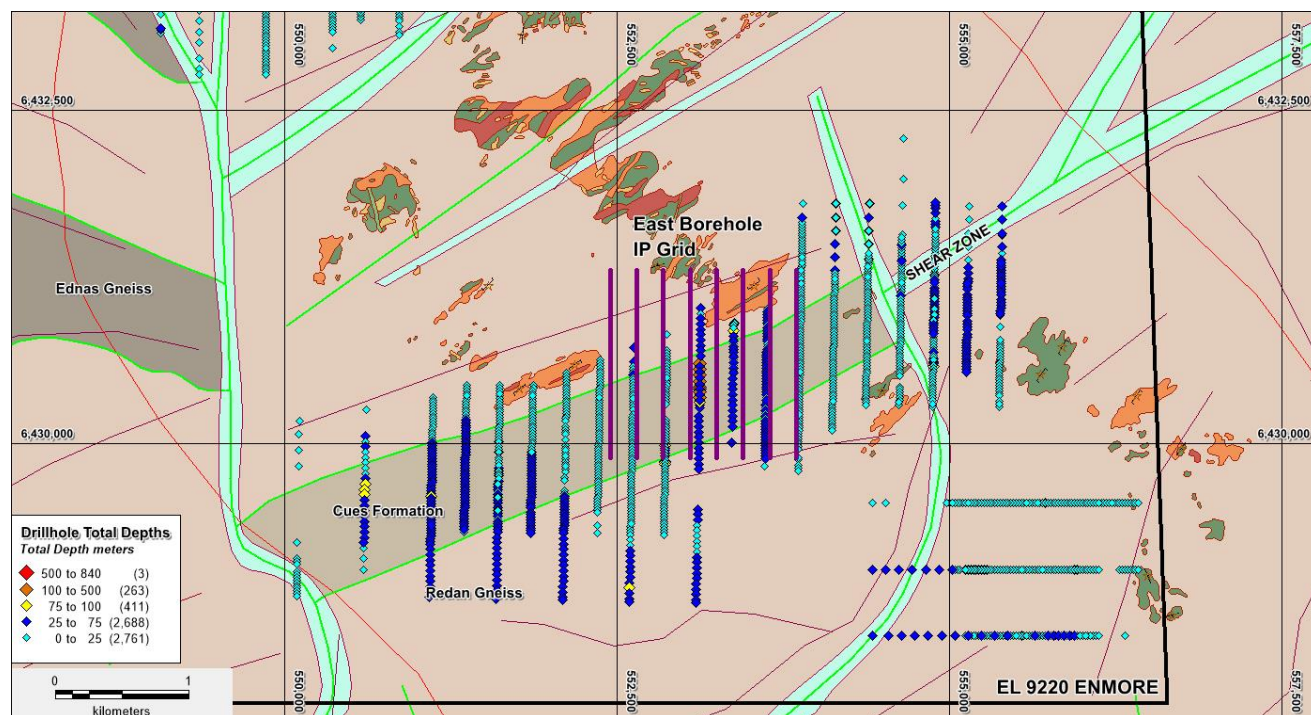 550,000
552,500
555,000
557,500
6,432,500
6,432,500
East Borehole
IP Grid
SHEAR ZONE
Ednas Gneiss
6,430,000
6,430,000
Cues Formation
Redan Gneiss
Drillhole Total Depths
Total Depth meters
500 to 840 (3)
100 to 500 (263)
75 to 100 (411)
25 to 75 (2,688)
0 to 25 (2,761)
0 1
kilometers
550,000
552,500
555,000
557,500
EL 9220 ENMORE